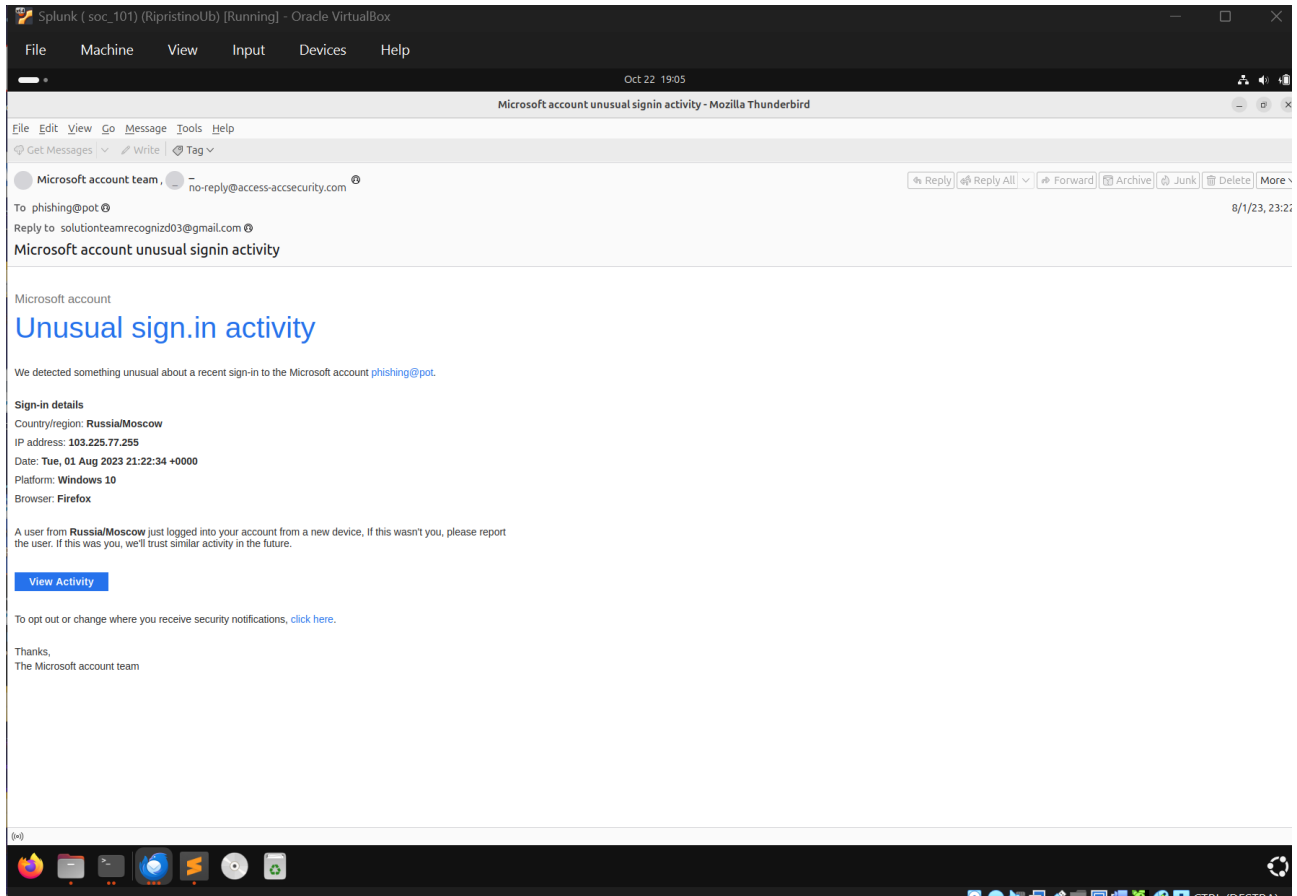 Splunk ( soc_101) (RipristinoUb) [Running] - Oracle VirtualBox
File Machine View Input Devices Help
Oct 22 19:05
Microsoft account unusual signin activity - Mozilla Thunderbird
File Edit View Go Message Tools Help
Get Messages Write Tag
Microsoft account team , _ no-reply@access-accsecurity.com
Reply Reply All Forward Archive Junk Delete More
To phishing@pot 8/1/23, 23:22
Reply to solutionteamrecognizd03@gmail.com
Microsoft account unusual signin activity
Microsoft account
Unusual sign.in activity
We detected something unusual about a recent sign-in to the Microsoft account phishing@pot.
Sign-in details
Country/region: Russia/Moscow
IP address: 103.225.77.255
Date: Tue, 01 Aug 2023 21:22:34 +0000
Platform: Windows 10
Browser: Firefox
A user from Russia/Moscow just logged into your account from a new device, If this wasn't you, please report
the user. If this was you, we'll trust similar activity in the future.
View Activity
To opt out or change where you receive security notifications, click here.
Thanks,
The Microsoft account team
CTRL (DESTRA)